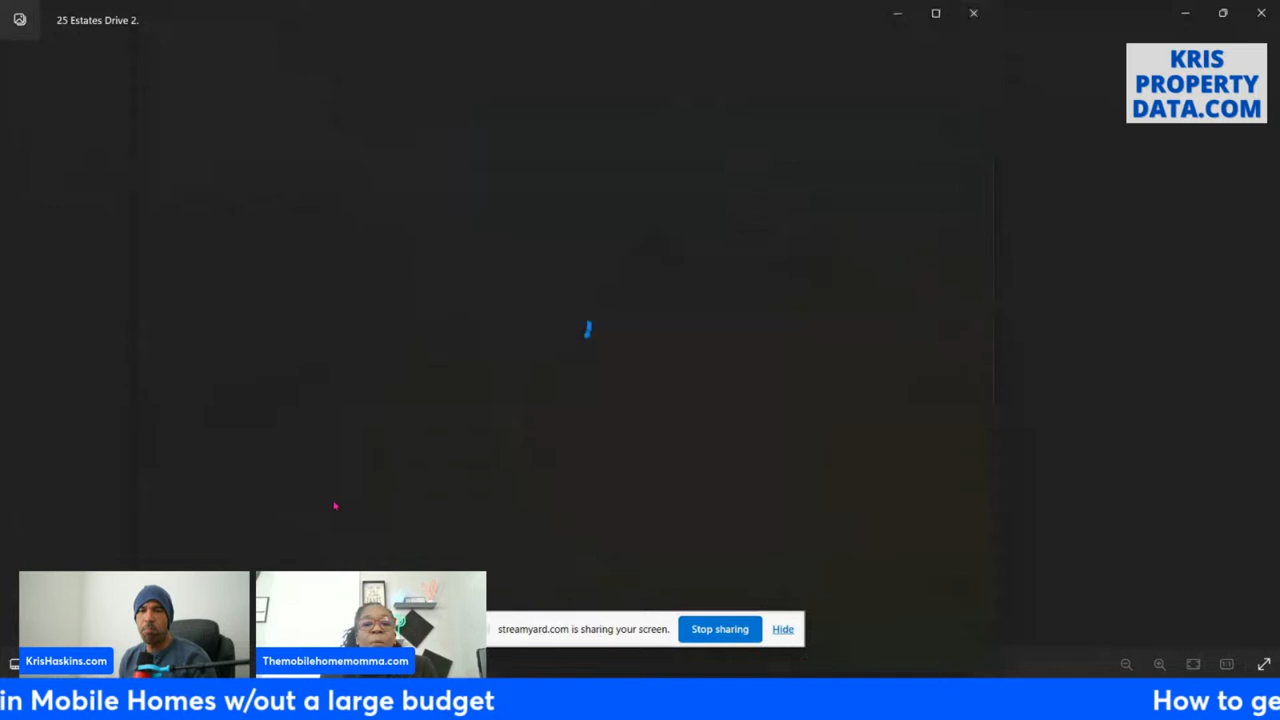 25 Estates Drive 2.
KRIS
PROPERTY
DATA.COM
streamyard.com is sharing your screen.
Stop sharing
Hide
KrisHaskins.com
Themobilehomemomma.com
in Mobile Homes w/out a large budget
How to ge